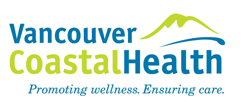 Vancouver
CoastalHealth
Promoting wellness. Ensuring care.